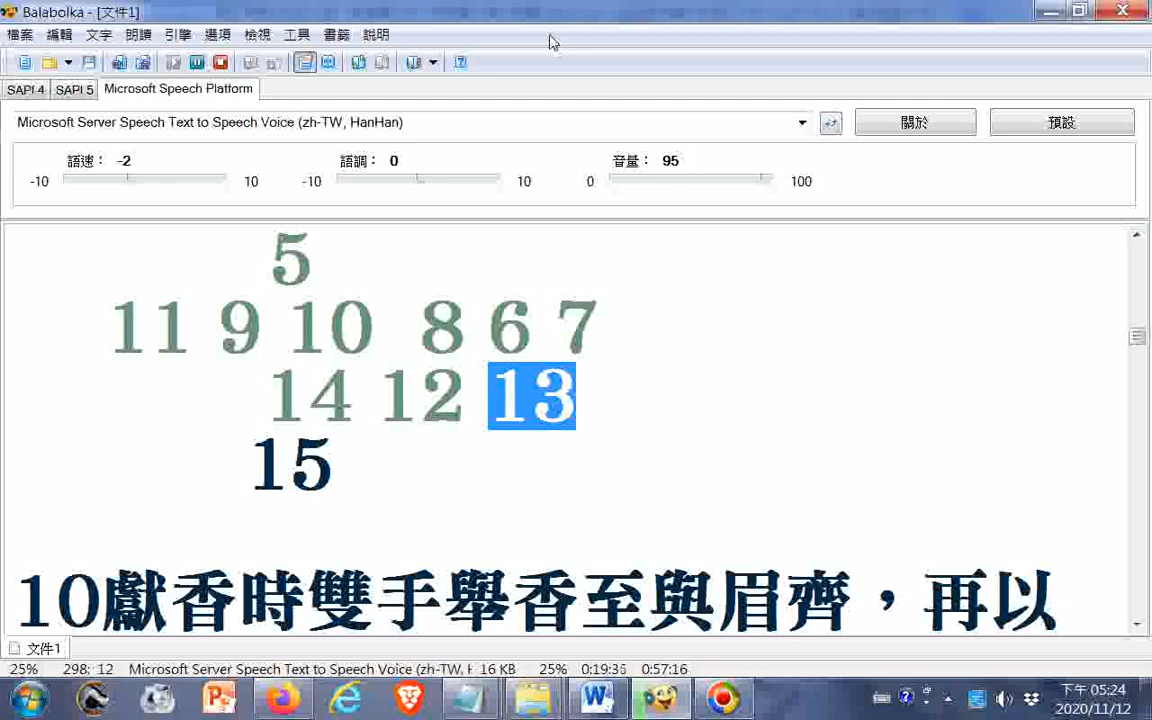 Balabolka - [文件1]
檔案 編輯 文字 朗讀 引擎 選項 檢視 工具 書籤 說明
SAPI 4 SAPI 5 Microsoft Speech Platform
Microsoft Server Speech Text to Speech Voice (zh-TW, HanHan) 關於 預設
語速： -2 語調： 0 音量： 95
-10 10 -10 10 0 100
5
11 9 10 8 6 7
14 12 13
15
10獻香時雙手舉香至與眉齊，再以
文件1
25% 298: 12 Microsoft Server Speech Text to Speech Voice (zh-TW, 16 KB 25% 0:19:36 0:57:16
下午 05:24
2020/11/12